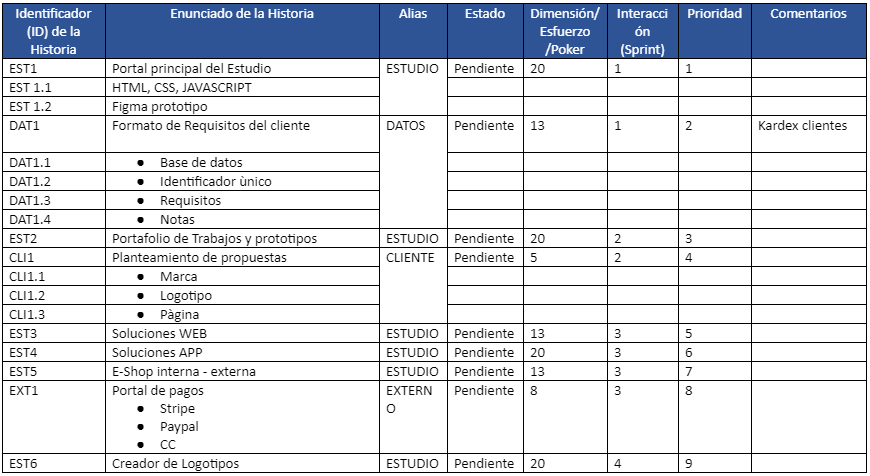 Identificador (ID) de la Historia | Enunciado de la Historia | Alias | Estado | Dimensión/ Esfuerzo /Poker | Interacci ón (Sprint) | Prioridad | Comentarios
EST1 | Portal principal del Estudio | ESTUDIO | Pendiente | 20 | 1 | 1
EST 1.1 | HTML, CSS, JAVASCRIPT
EST 1.2 | Figma prototipo
DAT1 | Formato de Requisitos del cliente | DATOS | Pendiente | 13 | 1 | 2 | Kardex clientes
DAT1.1 | ● Base de datos
DAT1.2 | ● Identificador ùnico
DAT1.3 | ● Requisitos
DAT1.4 | ● Notas
EST2 | Portafolio de Trabajos y prototipos | ESTUDIO | Pendiente | 20 | 2 | 3
CLI1 | Planteamiento de propuestas | CLIENTE | Pendiente | 5 | 2 | 4
CLI1.1 | ● Marca
CLI1.2 | ● Logotipo
CLI1.3 | ● Pàgina
EST3 | Soluciones WEB | ESTUDIO | Pendiente | 13 | 3 | 5
EST4 | Soluciones APP | ESTUDIO | Pendiente | 20 | 3 | 6
EST5 | E-Shop interna - externa | ESTUDIO | Pendiente | 13 | 3 | 7
EXT1 | Portal de pagos | EXTERN O | Pendiente | 8 | 3 | 8
● Stripe
● Paypal
● CC
EST6 | Creador de Logotipos | ESTUDIO | Pendiente | 20 | 4 | 9